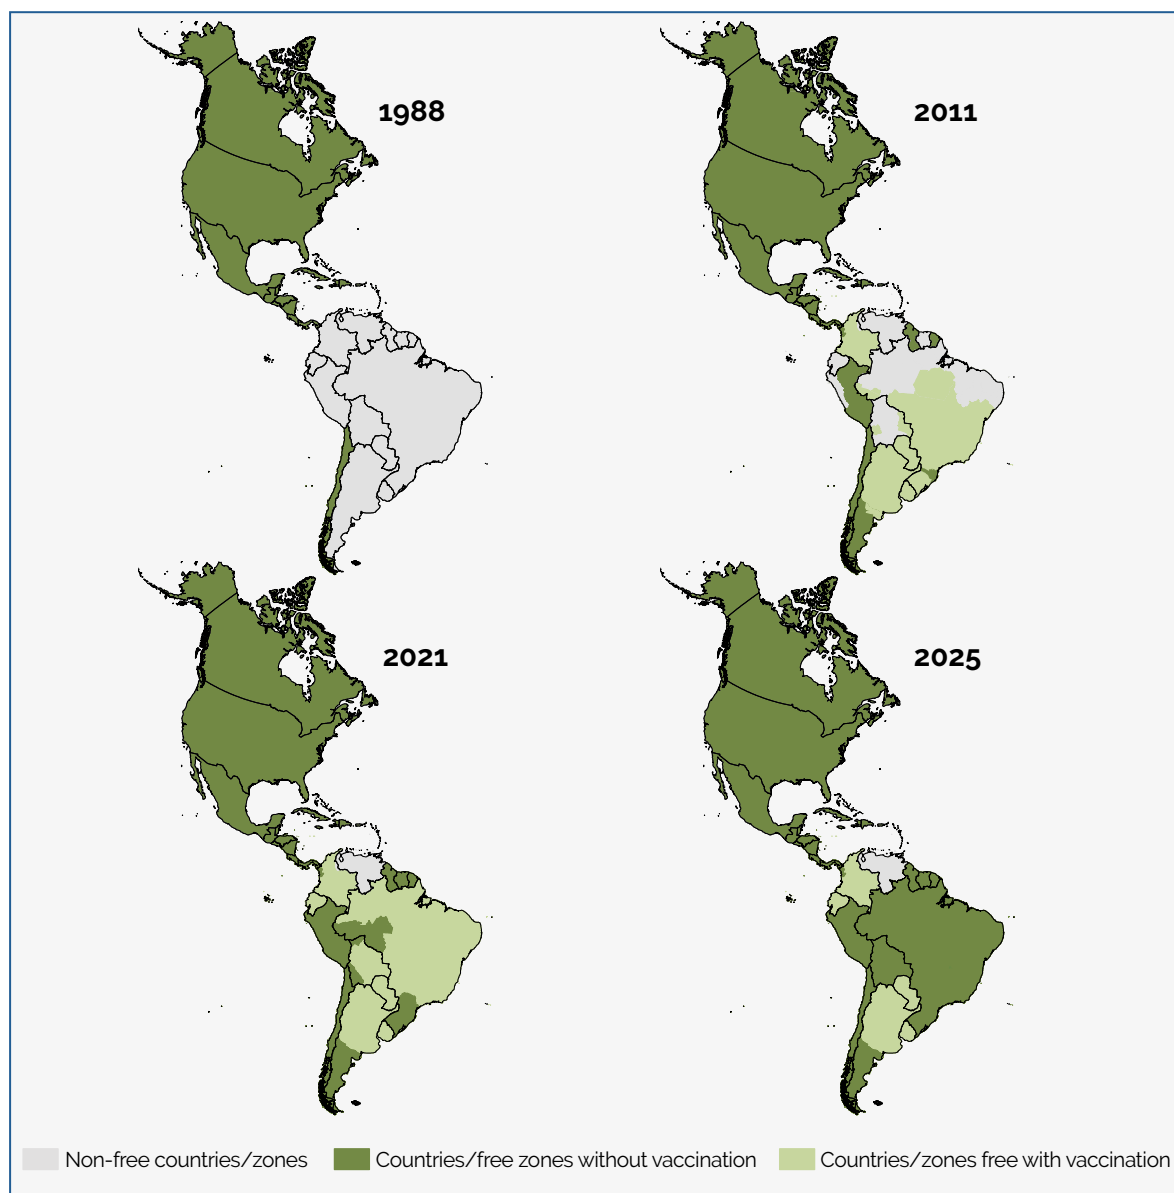 1988
2011
2021
2025
Non-free countries/zones
Countries/free zones without vaccination
Countries/zones free with vaccination